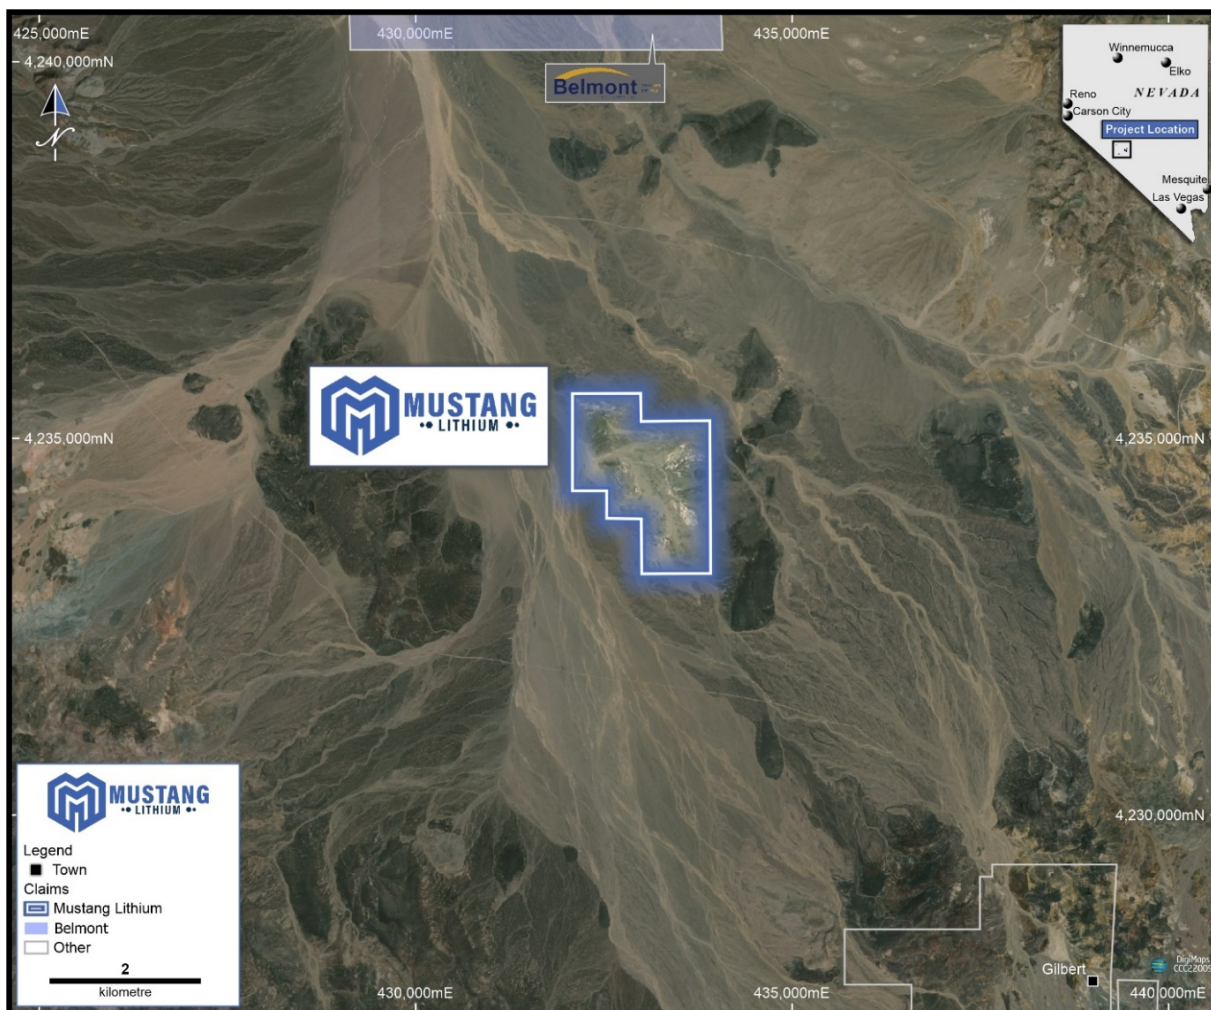 425,000mE
430,000mE
435,000mE
4,240,000mN
N
Belmont
Winnemucca
Elko
NEVADA
Reno
Carson City
Project Location
Mesquite
Las Vegas
MUSTANG
LITHIUM
4,235,000mN
4,235,000mN
4,230,000mN
MUSTANG
LITHIUM
Legend
Town
Claims
Mustang Lithium
Belmont
Other
2
kilometre
Gilbert
DigiMaps
CCC22009
430,000mE
435,000mE
440,000mE